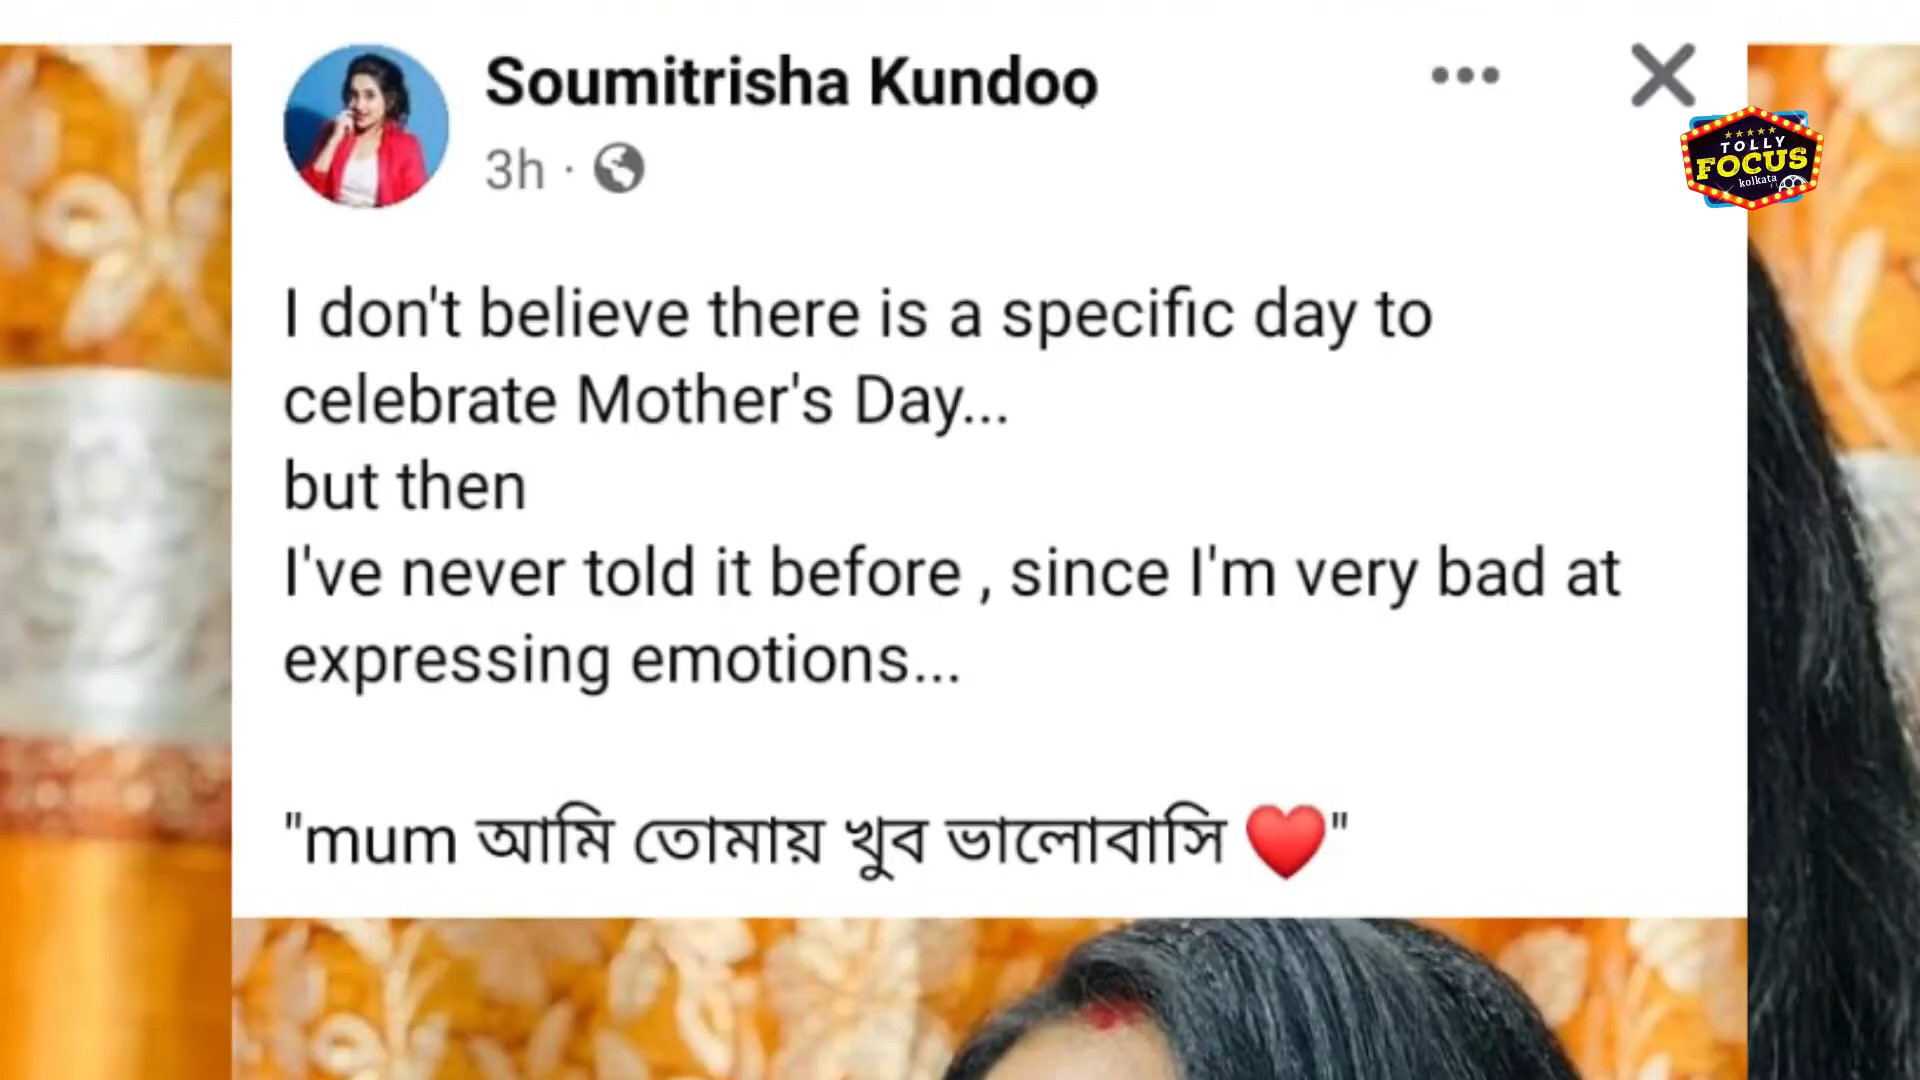 Soumitrisha Kundoo
3h ·
TOLLY
FOCUS
kolkata
I don't believe there is a specific day to
celebrate Mother's Day...
but then
I've never told it before , since I'm very bad at
expressing emotions...
"mum আমি তোমায় খুব ভালোবাসি ❤️"